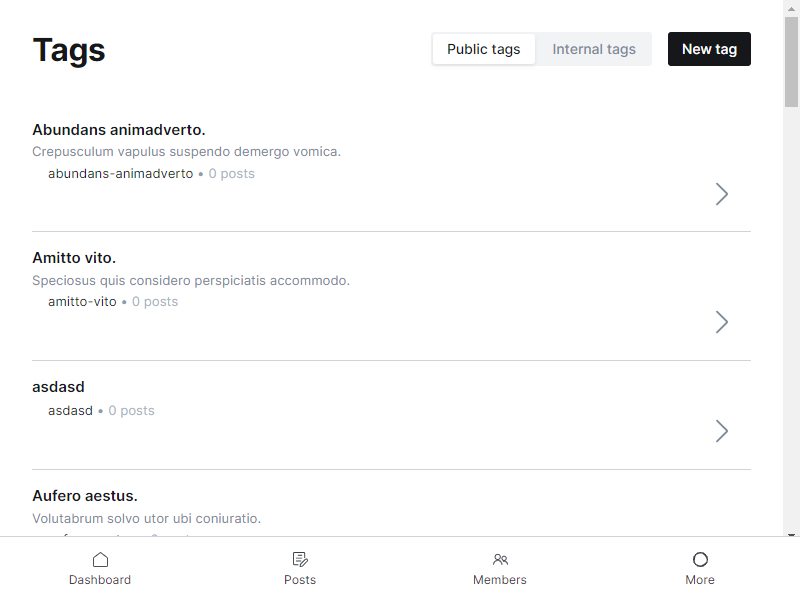 Tags
Public tags
Internal tags
New tag
Abundans animadverto.
Crepusculum vapulus suspendo demergo vomica.
abundans-animadverto • 0 posts
Amitto vito.
Speciosus quis considero perspiciatis accommodo.
amitto-vito • 0 posts
asdasd
asdasd • 0 posts
Aufero aestus.
Volutabrum solvo utor ubi coniuratio.
Dashboard
Posts
Members
More